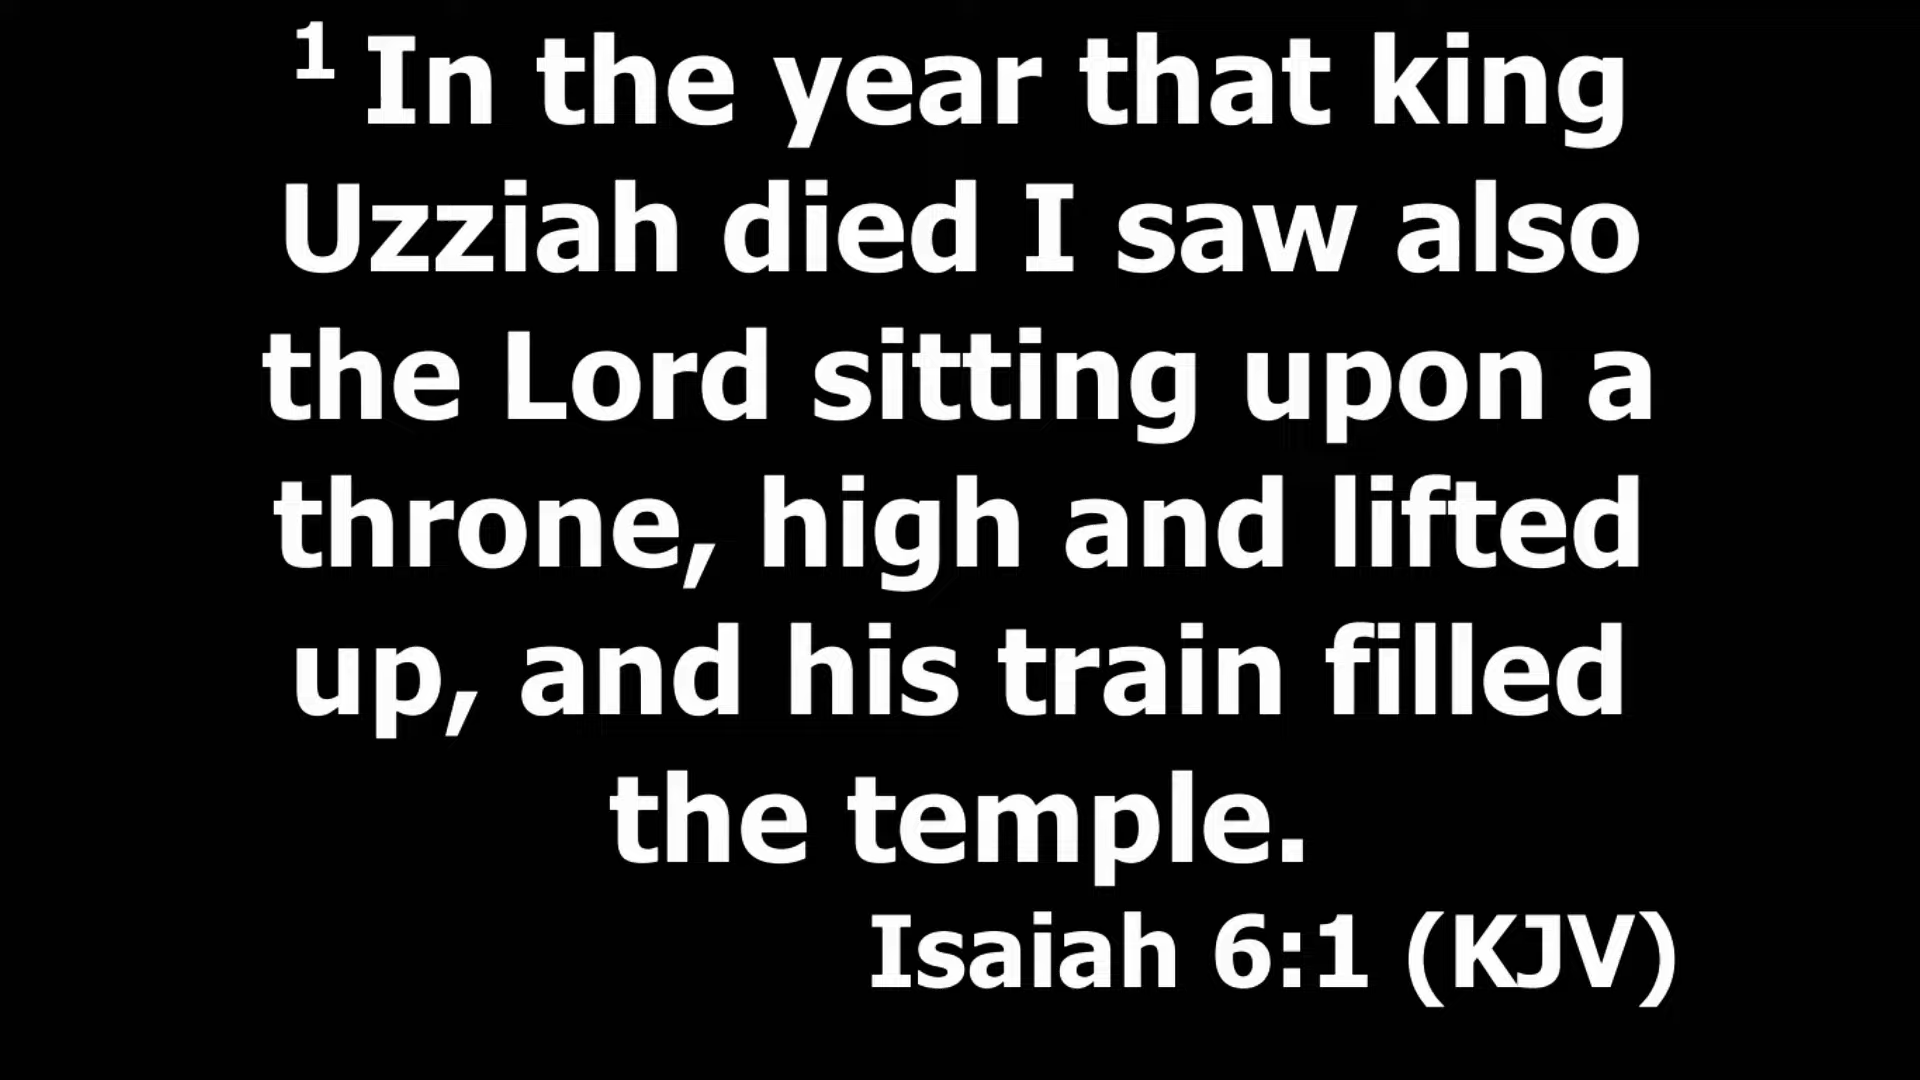 1 In the year that king
Uzziah died I saw also
the Lord sitting upon a
throne, high and lifted
up, and his train filled
the temple.
Isaiah 6:1 (KJV)